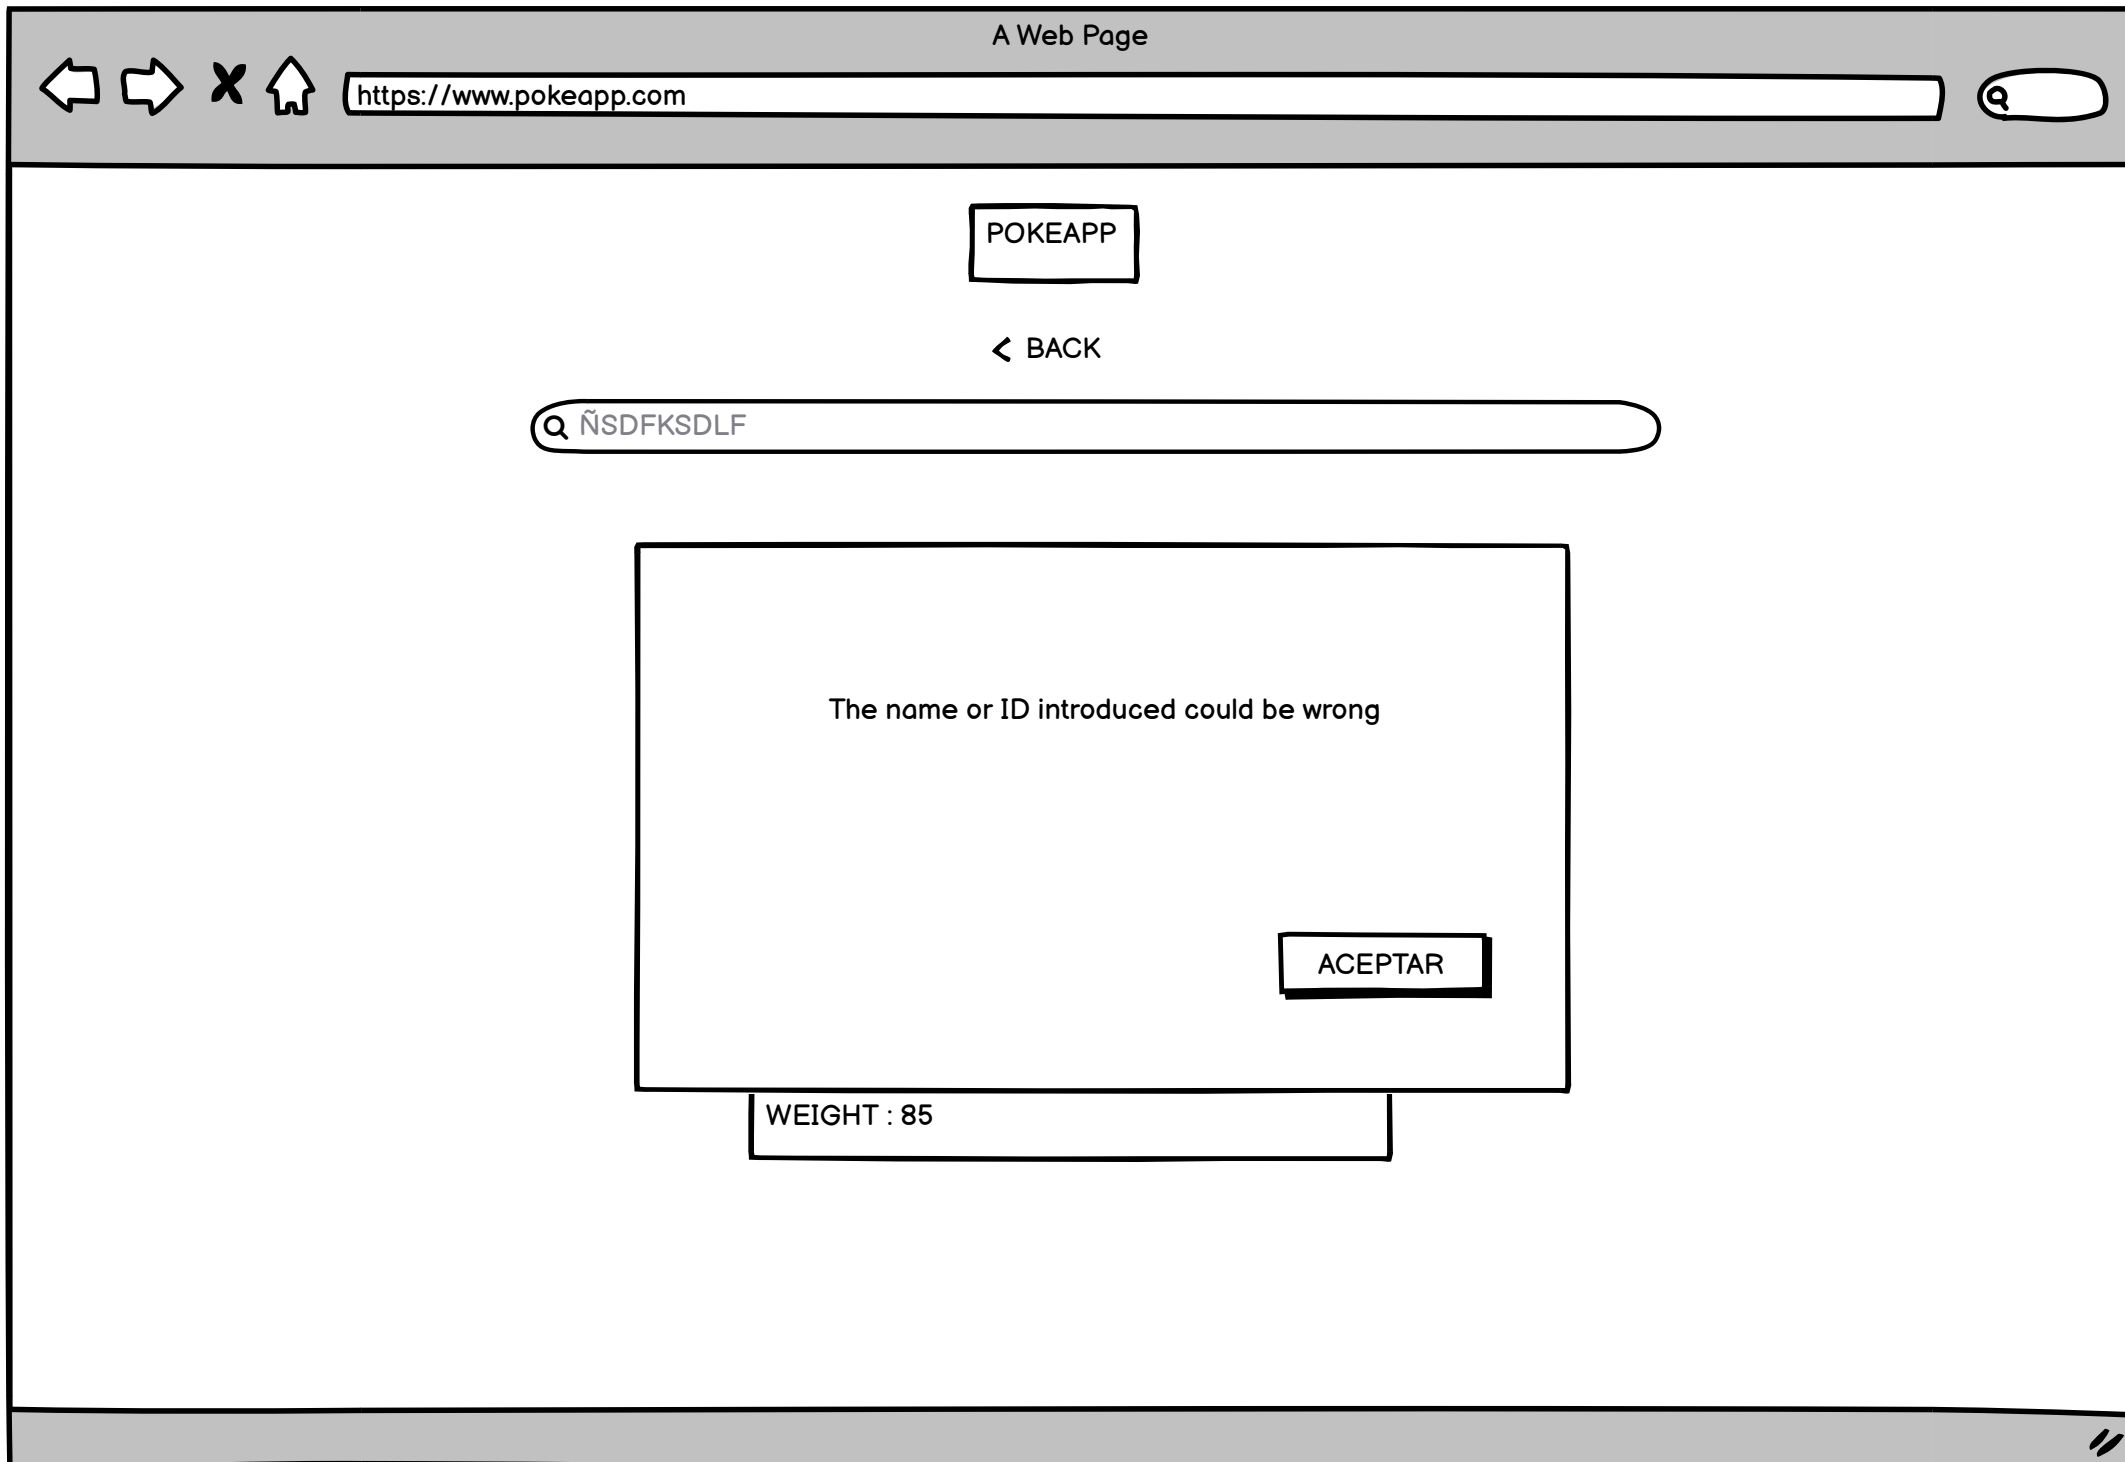 A Web Page
https://www.pokeapp.com
POKEAPP
BACK
ÑSDFKSDLF
The name or ID introduced could be wrong
ACEPTAR
WEIGHT : 85